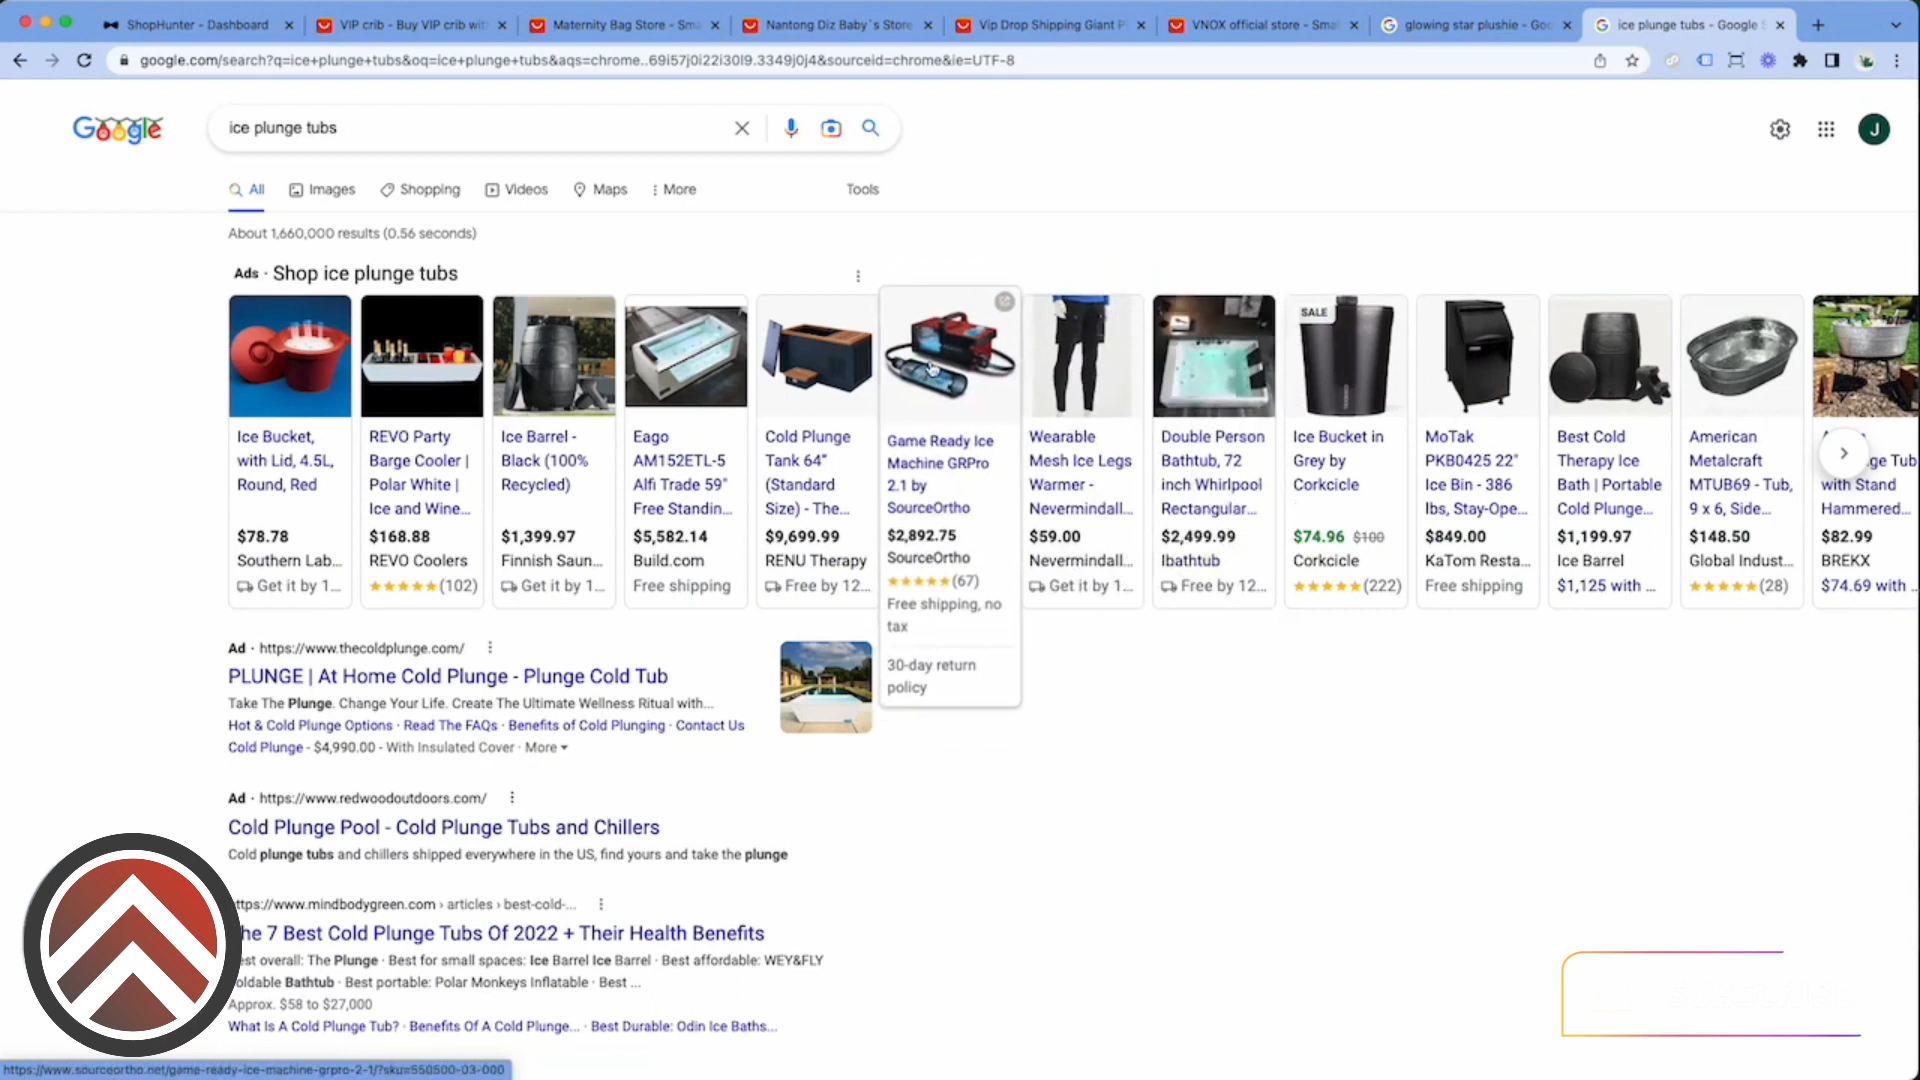 ShopHunter - Dashboard
VIP crib - Buy VIP crib wit
Maternity Bag Store - Sma
Nantong Diz Baby`s Store
Vip Drop Shipping Giant P
VNOX official store - Smal
glowing star plushie - Goo
ice plunge tubs - Google S
google.com/search?q=ice+plunge+tubs&oq=ice+plunge+tubs&aqs=chrome..69i57j0i22i30l9.3349j0j4&sourceid=chrome&ie=UTF-8
Google
ice plunge tubs
J
All
Images
Shopping
Videos
Maps
More
Tools
About 1,660,000 results (0.56 seconds)
Ads · Shop ice plunge tubs
Ice Bucket,
with Lid, 4.5L,
Round, Red
$78.78
Southern Lab...
Get it by 1...
REVO Party
Barge Cooler |
Polar White |
Ice and Wine...
$168.88
REVO Coolers
(102)
Ice Barrel -
Black (100%
Recycled)
$1,399.97
Finnish Saun...
Get it by 1...
Eago
AM152ETL-5
Alfi Trade 59"
Free Standin...
$5,582.14
Build.com
Free shipping
Cold Plunge
Tank 64"
(Standard
Size) - The...
$9,699.99
RENU Therapy
Free by 12...
Game Ready Ice
Machine GRPro
2.1 by
SourceOrtho
$2,892.75
SourceOrtho
(67)
Free shipping, no
tax
30-day return
policy
Wearable
Mesh Ice Legs
Warmer -
Nevermindall...
$59.00
Nevermindall...
Get it by 1...
Double Person
Bathtub, 72
inch Whirlpool
Rectangular...
$2,499.99
Ibathtub
Free by 12...
SALE
Ice Bucket in
Grey by
Corkcicle
$74.96 $100
Corkcicle
(222)
MoTak
PKB0425 22"
Ice Bin - 386
lbs, Stay-Ope...
$849.00
KaTom Resta...
Free shipping
Best Cold
Therapy Ice
Bath | Portable
Cold Plunge...
$1,199.97
Ice Barrel
$1,125 with ...
American
Metalcraft
MTUB69 - Tub,
9 x 6, Side...
$148.50
Global Indust...
(28)
ge Tub
with Stand
Hammered...
$82.99
BREKX
$74.69 with ...
Ad · https://www.thecoldplunge.com/
PLUNGE | At Home Cold Plunge - Plunge Cold Tub
Take The Plunge. Change Your Life. Create The Ultimate Wellness Ritual with...
Hot & Cold Plunge Options · Read The FAQs · Benefits of Cold Plunging · Contact Us
Cold Plunge - $4,990.00 - With Insulated Cover · More
Ad · https://www.redwoodoutdoors.com/
Cold Plunge Pool - Cold Plunge Tubs and Chillers
Cold plunge tubs and chillers shipped everywhere in the US, find yours and take the plunge
ttps://www.mindbodygreen.com › articles › best-cold-...
he 7 Best Cold Plunge Tubs Of 2022 + Their Health Benefits
est overall: The Plunge · Best for small spaces: Ice Barrel Ice Barrel · Best affordable: WEY&FLY
oldable Bathtub · Best portable: Polar Monkeys Inflatable · Best ...
Approx. $58 to $27,000
What Is A Cold Plunge Tub? · Benefits Of A Cold Plunge... · Best Durable: Odin Ice Baths...
https://www.sourceortho.net/game-ready-ice-machine-grpro-2-1/?sku=550500-03-000